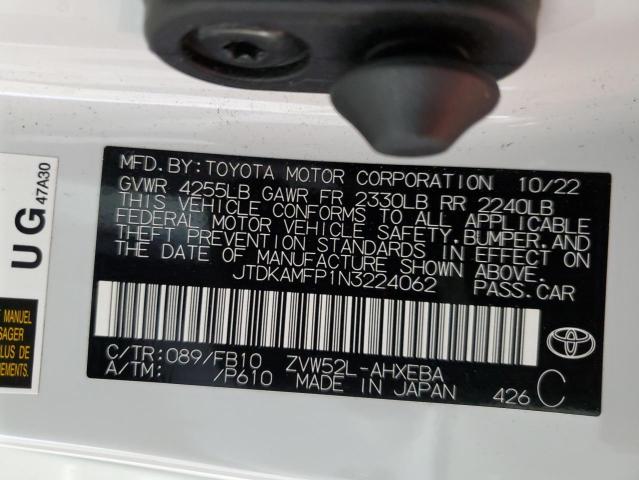 MFD.BY:TOYOTA MOTOR CORPORATION 10/22
GVWR 4255LB GAWR FR 2330LB RR 2240LB
THIS VEHICLE CONFORMS TO ALL APPLICABLE
FEDERAL MOTOR VEHICLE SAFETY,BUMPER,AND
THEFT PREVENTION STANDARDS IN EFFECT ON
THE DATE OF MANUFACTURE SHOWN ABOVE.
JTDKAMFP1N3224062 PASS.CAR
C/TR:089/FB10 ZVW52L-AHXEBA
A/TM: /P610 MADE IN JAPAN 426 C
TOYOTA
UG
47A30
MANUEL
SAGER
PLUS DE
NEMENTS.